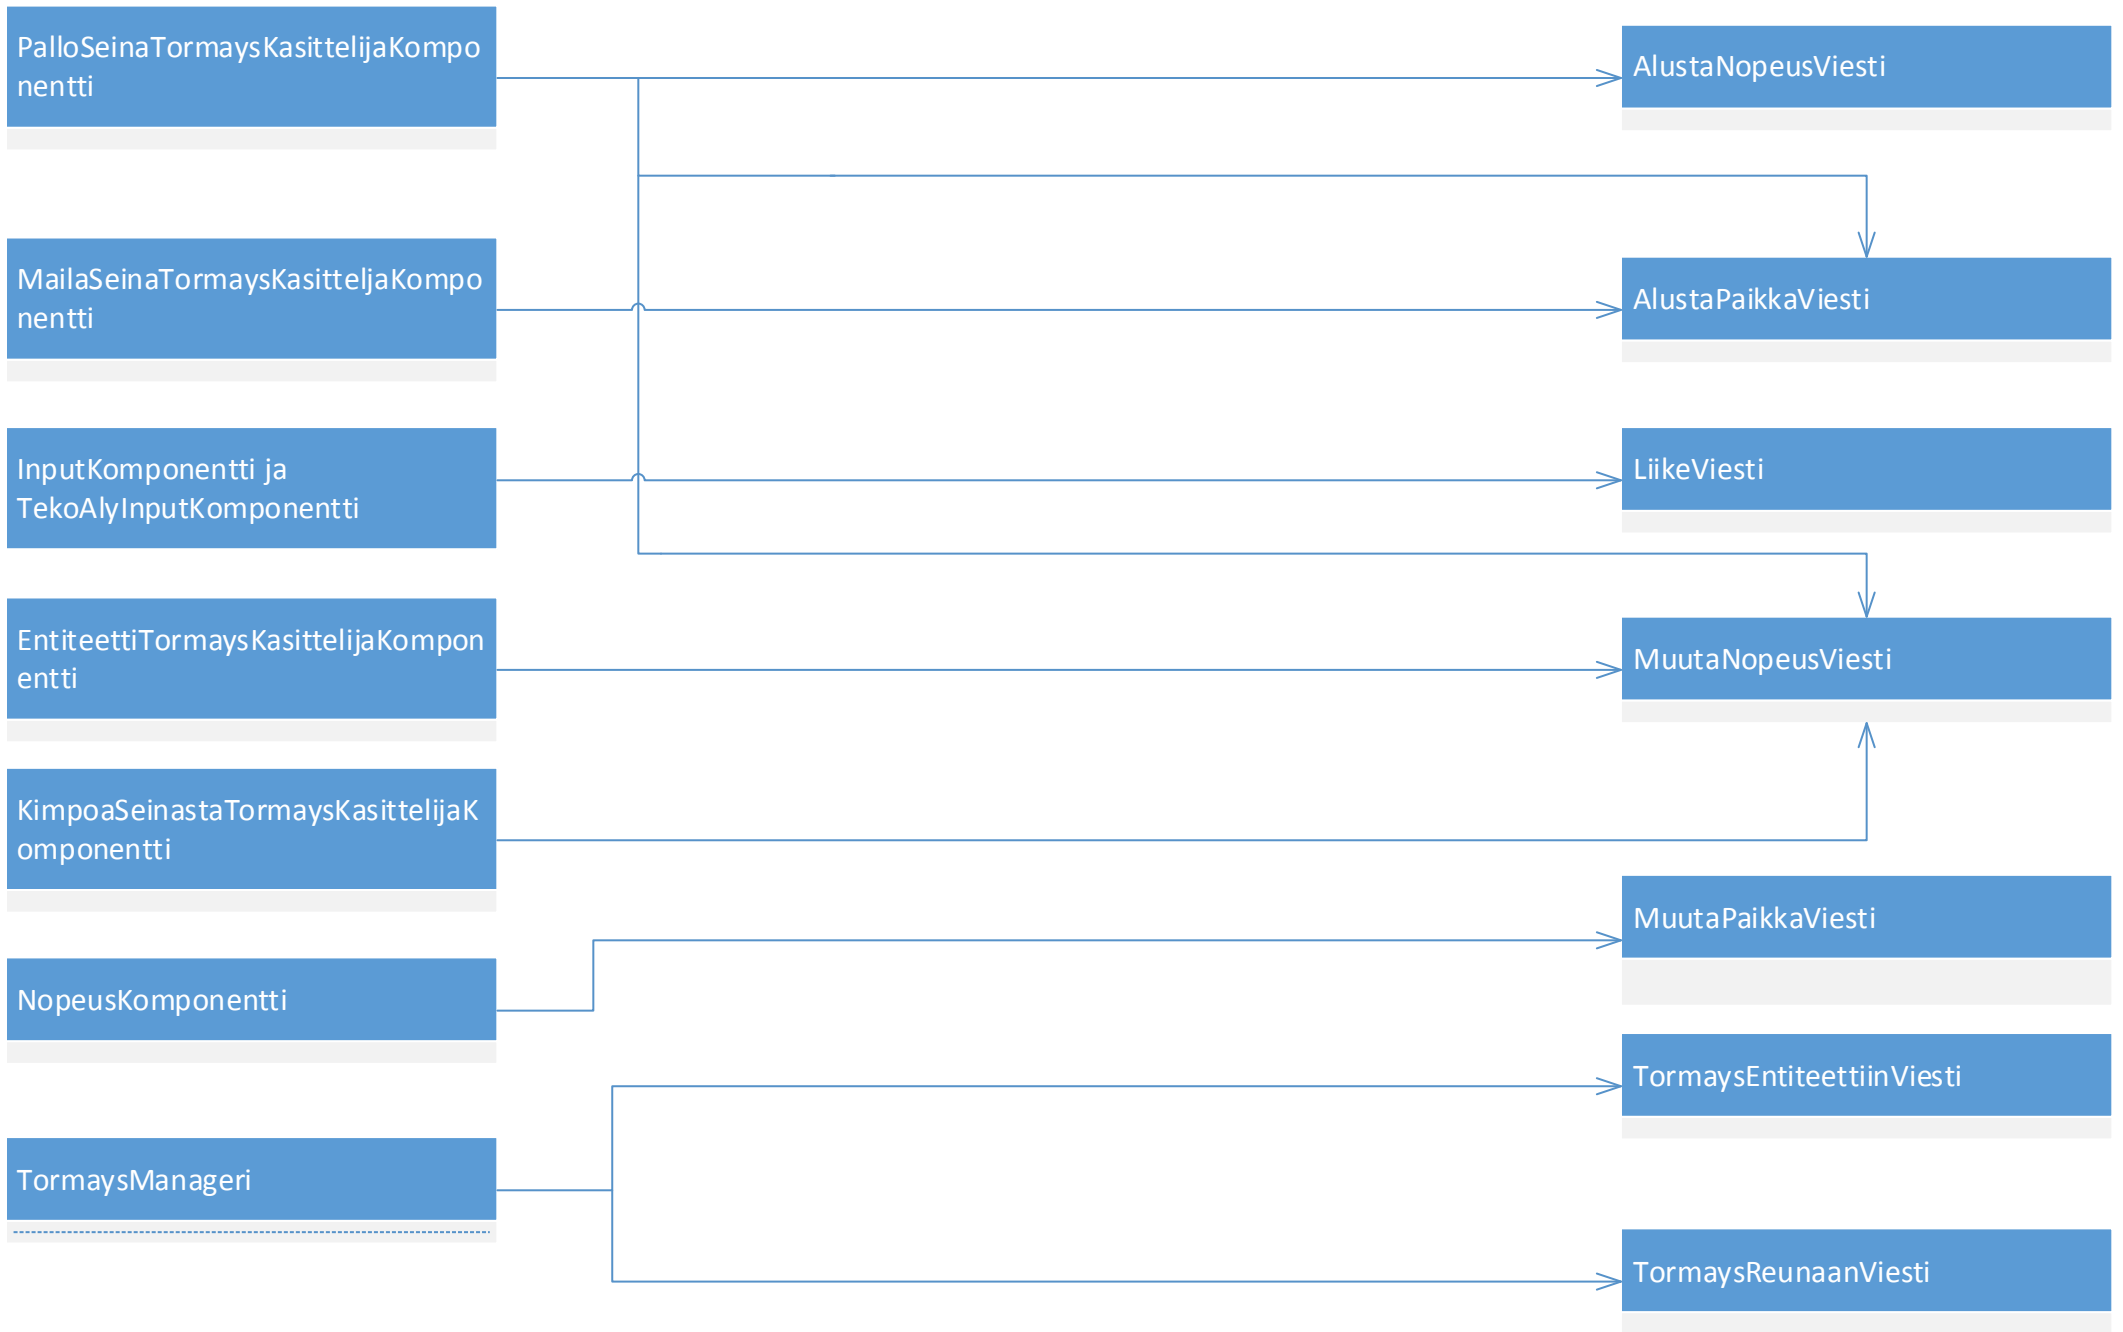 PalloSeinaTormaysKasittelijaKompo
nentti
AlustaNopeusViesti
MailaSeinaTormaysKasitteljaKompo
nentti
AlustaPaikkaViesti
InputKomponentti ja
TekoAlyInputKomponentti
LiikeViesti
EntiteettiTormaysKasittelijaKompon
entti
MuutaNopeusViesti
KimpoaSeinastaTormaysKasittelijaK
omponentti
MuutaPaikkaViesti
NopeusKomponentti
TormaysEntiteettiinViesti
TormaysManageri
TormaysReunaanViesti